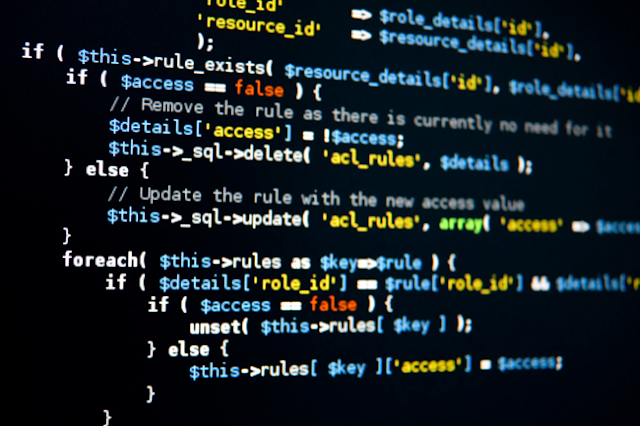 'role_id' => $role_details['id'],
'resource_id' => $resource_details['id'],
);
if ( $this->rule_exists( $resource_details['id'], $role_details['id
if ( $access == false ) {
// Remove the rule as there is currently no need for it
$details['access'] = !$access;
$this->_sql->delete( 'acl_rules', $details );
} else {
// Update the rule with the new access value
$this->_sql->update( 'acl_rules', array( 'access' => $acces
}
foreach( $this->rules as $key=>$rule ) {
if ( $details['role_id'] == $rule['role_id'] && $details['r
if ( $access == false ) {
unset( $this->rules[ $key ] );
} else {
$this->rules[ $key ]['access'] = $access;
}
}